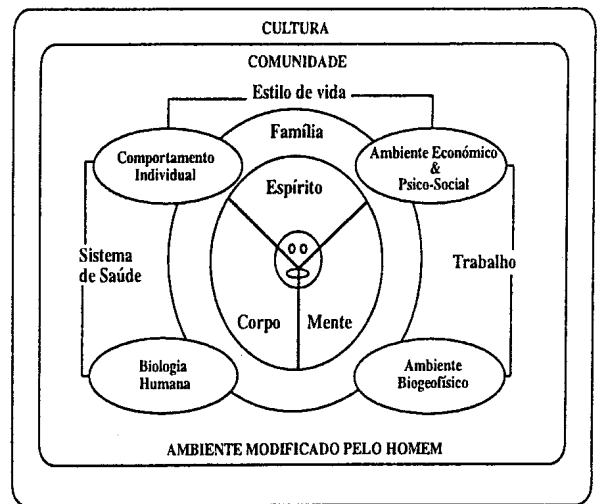 CULTURA
COMUNIDADE
Estilo de vida
Família
Comportamento
Individual
Ambiente Económico
&
Psico-Social
Espírito
Sistema
de Saúde
Trabalho
Corpo
Mente
Biologia
Humana
Ambiente
Biogeofísico
AMBIENTE MODIFICADO PELO HOMEM